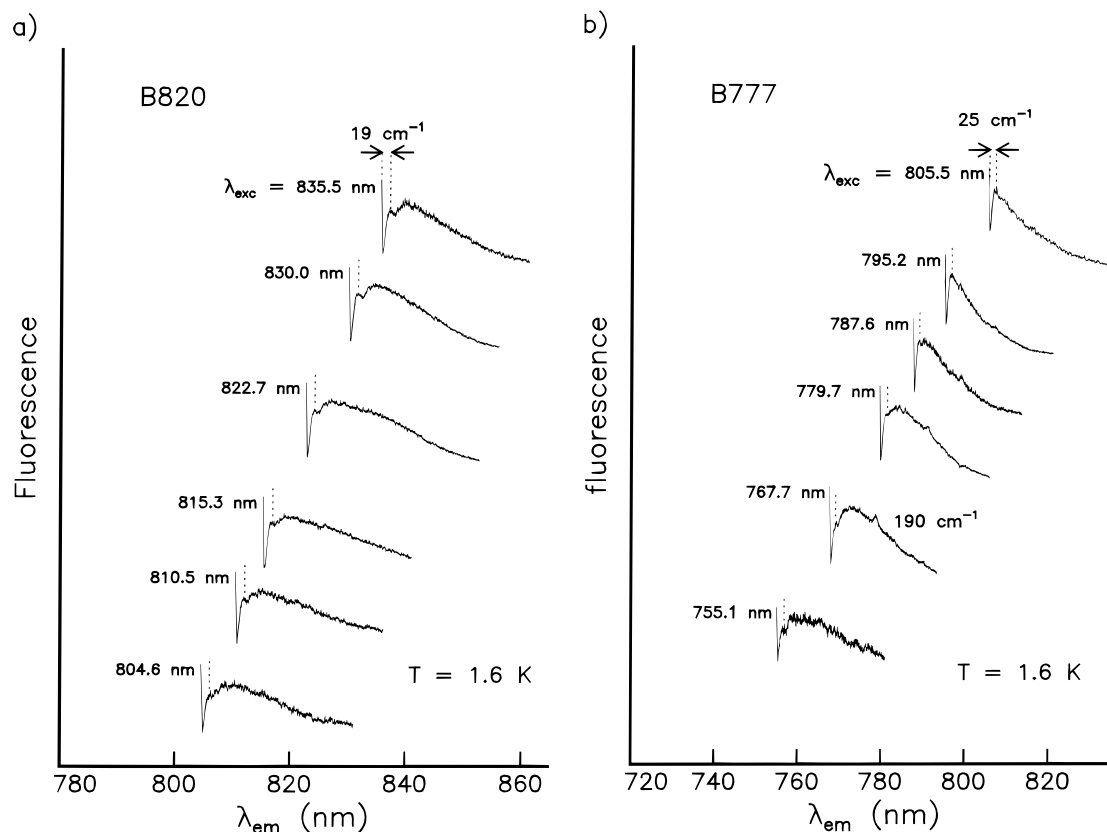 a)
B820
19 cm⁻¹
λexc = 835.5 nm
830.0 nm
822.7 nm
815.3 nm
810.5 nm
804.6 nm
T = 1.6 K
Fluorescence
780 800 820 840 860
λem (nm)
b)
B777
25 cm⁻¹
λexc = 805.5 nm
795.2 nm
787.6 nm
779.7 nm
767.7 nm
190 cm⁻¹
755.1 nm
T = 1.6 K
fluorescence
720 740 760 780 800 820
λem (nm)